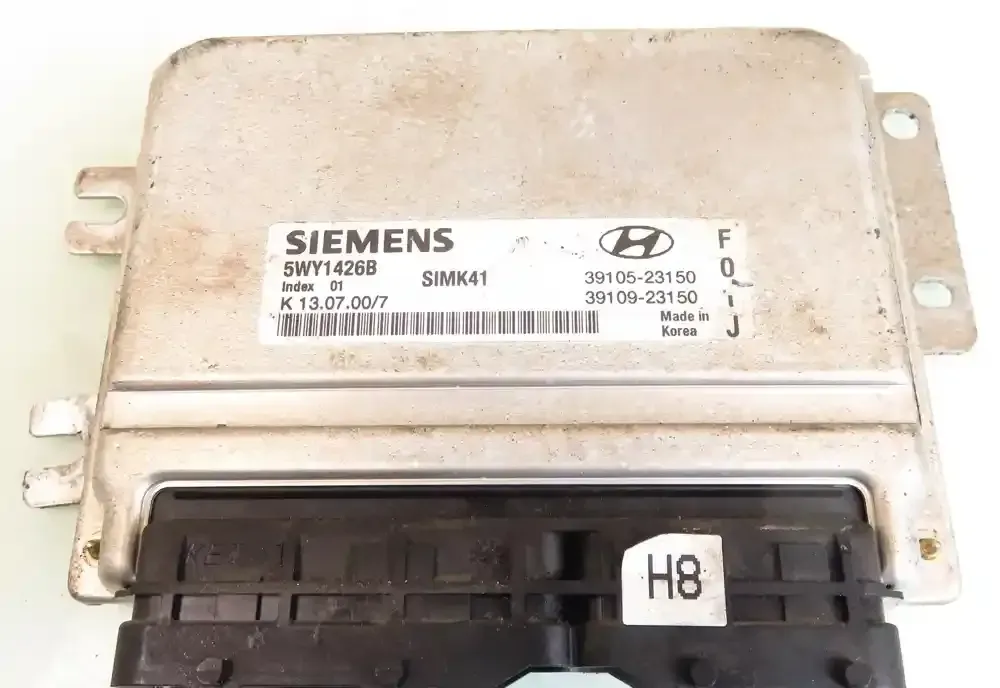 SIEMENS
5WY1426B
Index 01
K 13.07.00/7
SIMK41
39105-23150
39109-23150
Made in
Korea
F
0
J
H8